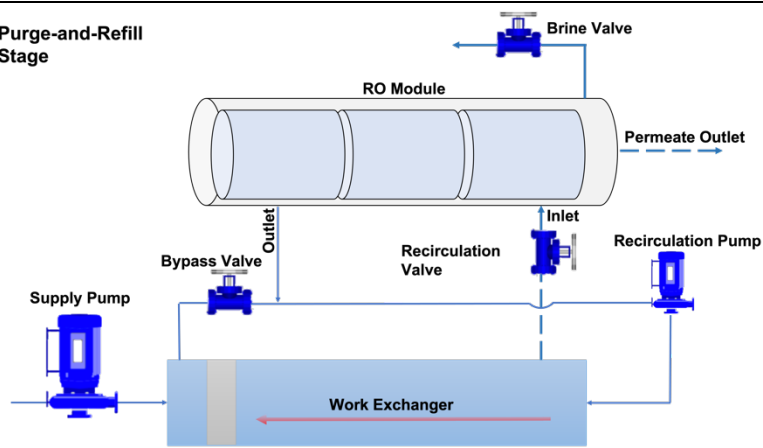 Purge-and-Refill
Stage
Brine Valve
RO Module
Permeate Outlet
Outlet
Inlet
Recirculation
Valve
Recirculation Pump
Bypass Valve
Supply Pump
Work Exchanger